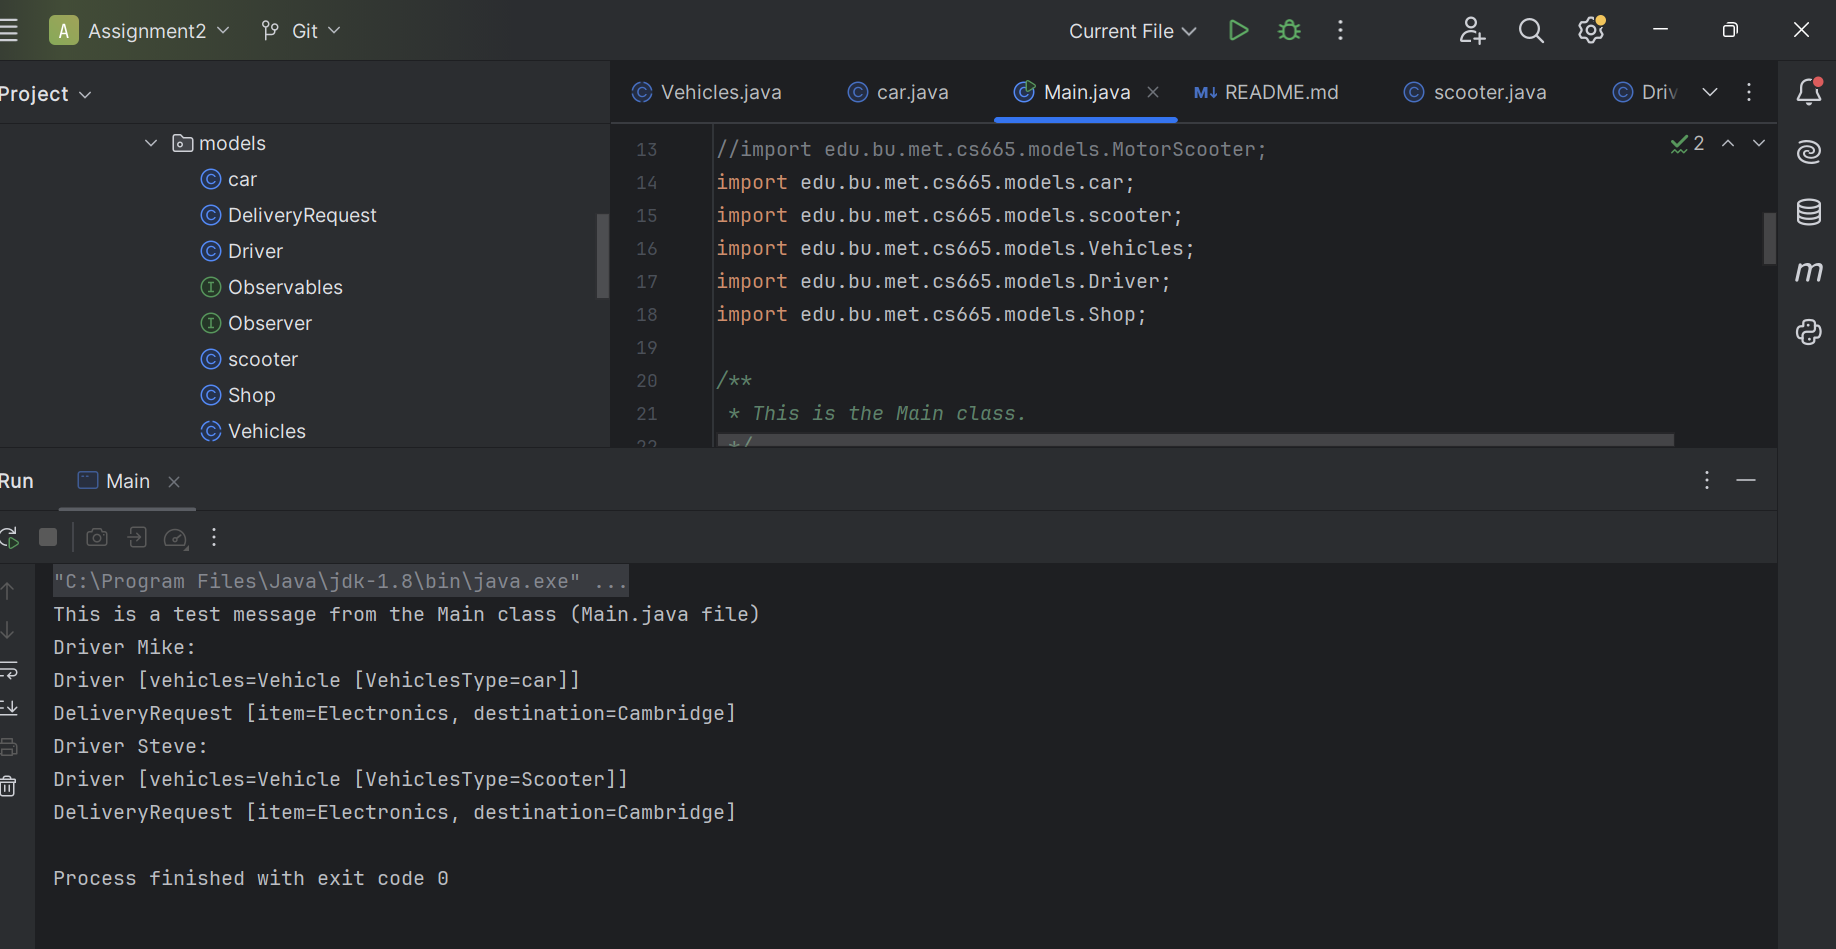 A Assignment2 Git Current File
Project
Vehicles.java car.java Main.java README.md scooter.java Driv
models
car
DeliveryRequest
Driver
Observables
Observer
scooter
Shop
Vehicles
2
13 //import edu.bu.met.cs665.models.MotorScooter;
14 import edu.bu.met.cs665.models.car;
15 import edu.bu.met.cs665.models.scooter;
16 import edu.bu.met.cs665.models.Vehicles;
17 import edu.bu.met.cs665.models.Driver;
18 import edu.bu.met.cs665.models.Shop;
19
20 /**
21 * This is the Main class.
22 */
Run Main
"C:\Program Files\Java\jdk-1.8\bin\java.exe" ...
This is a test message from the Main class (Main.java file)
Driver Mike:
Driver [vehicles=Vehicle [VehiclesType=car]]
DeliveryRequest [item=Electronics, destination=Cambridge]
Driver Steve:
Driver [vehicles=Vehicle [VehiclesType=Scooter]]
DeliveryRequest [item=Electronics, destination=Cambridge]
Process finished with exit code 0